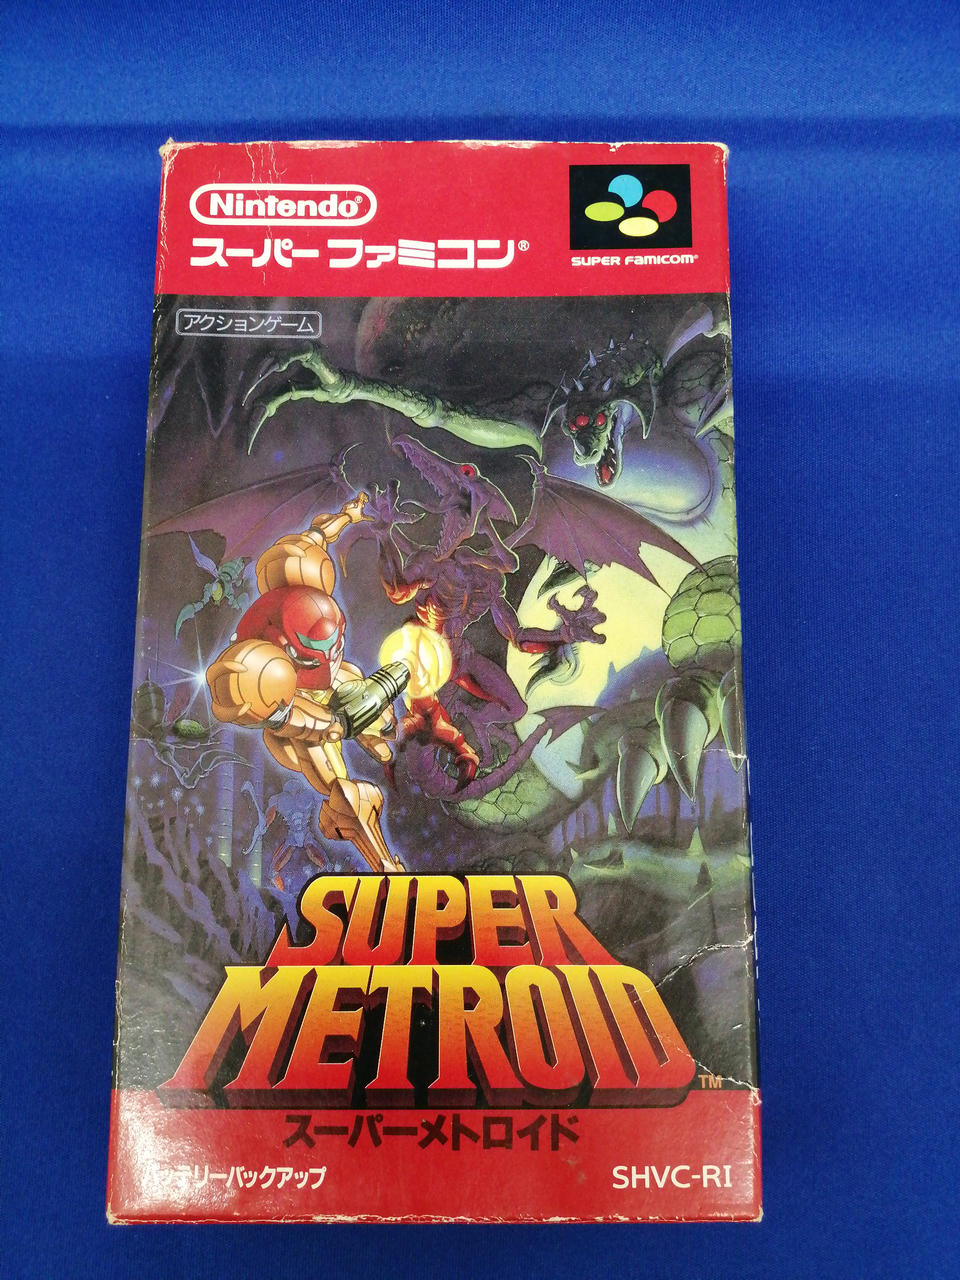 Nintendo®
スーパーファミコン®
SUPER FAMICOM®
アクションゲーム
SUPER
METROID™
スーパーメトロイド
バッテリーバックアップ
SHVC-RI